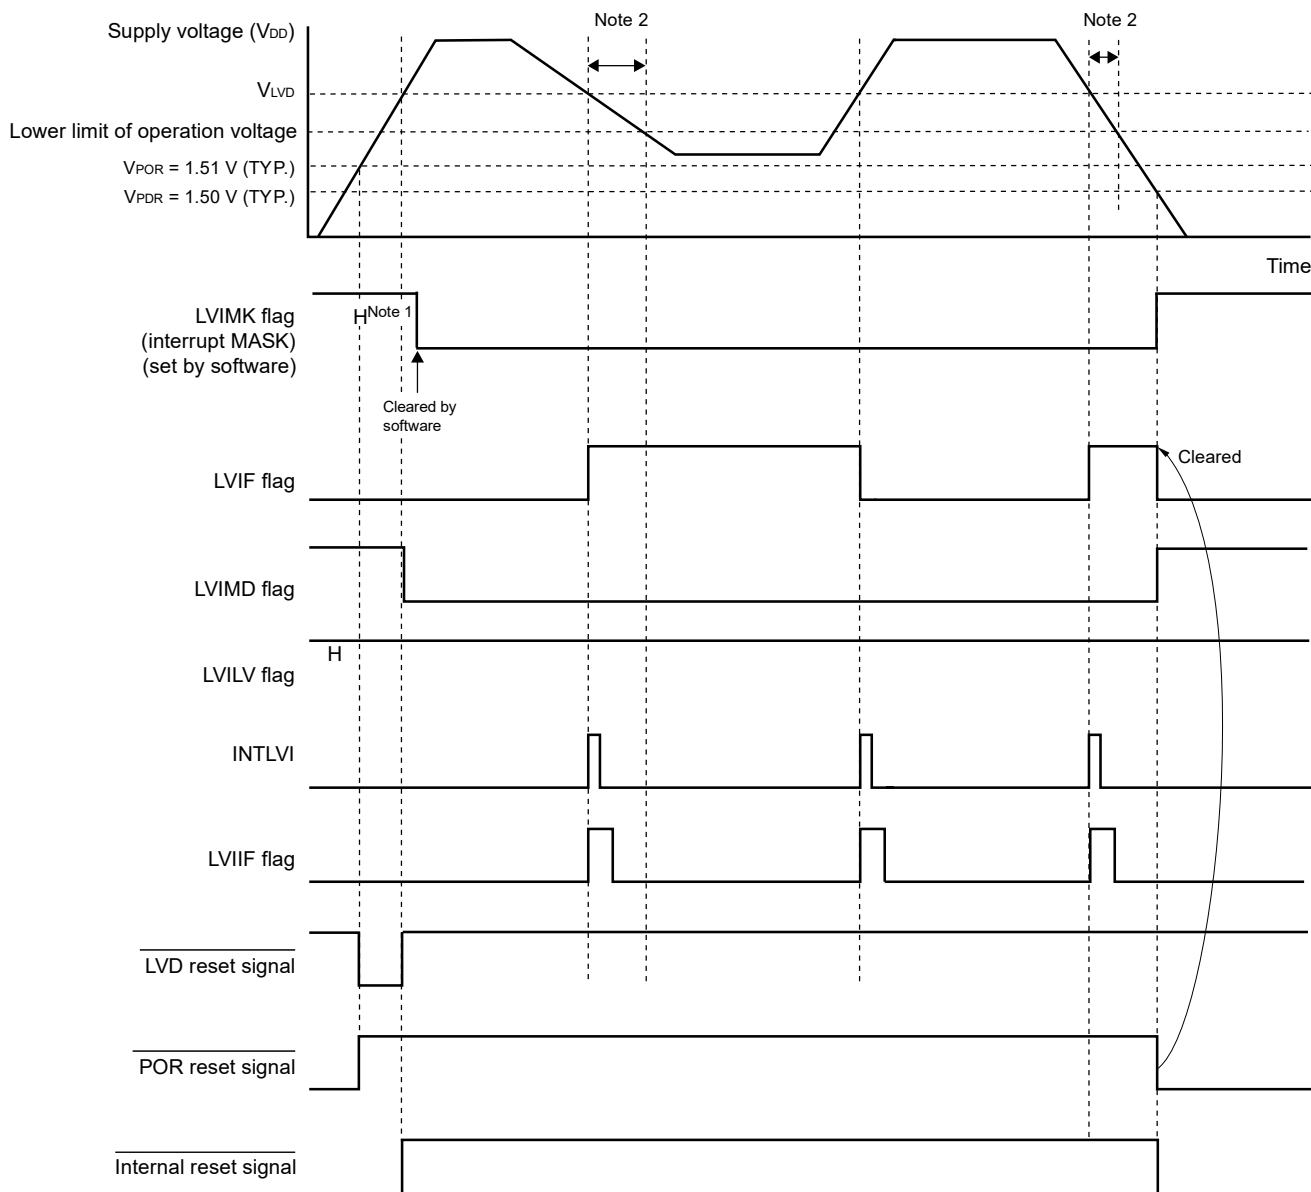 Note 2
Note 2
Supply voltage (VDD)
VLVD
Lower limit of operation voltage
VPOR = 1.51 V (TYP.)
VPDR = 1.50 V (TYP.)
Time
LVIMK flag
(interrupt MASK)
(set by software)
H Note 1
Cleared by
software
LVIF flag
Cleared
LVIMD flag
H
LVILV flag
INTLVI
LVIIF flag
LVD reset signal
POR reset signal
Internal reset signal